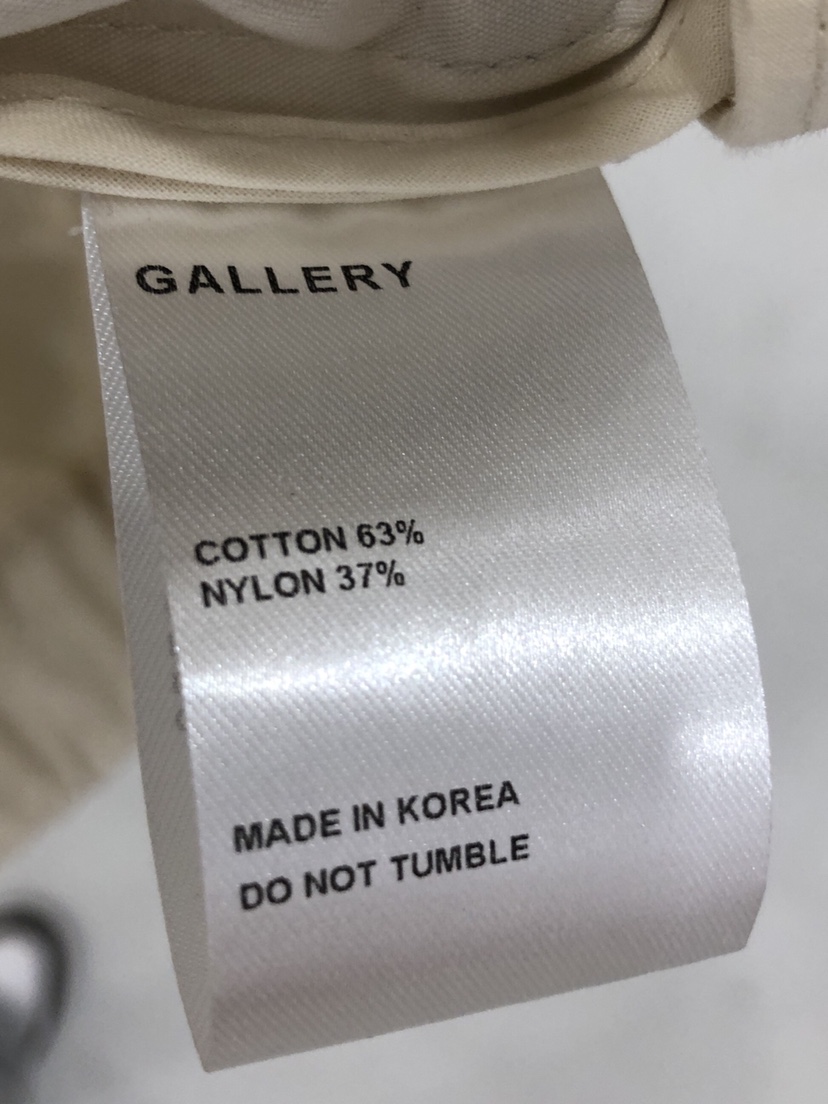 GALLERY
COTTON 63%
NYLON 37%
MADE IN KOREA
DO NOT TUMBLE